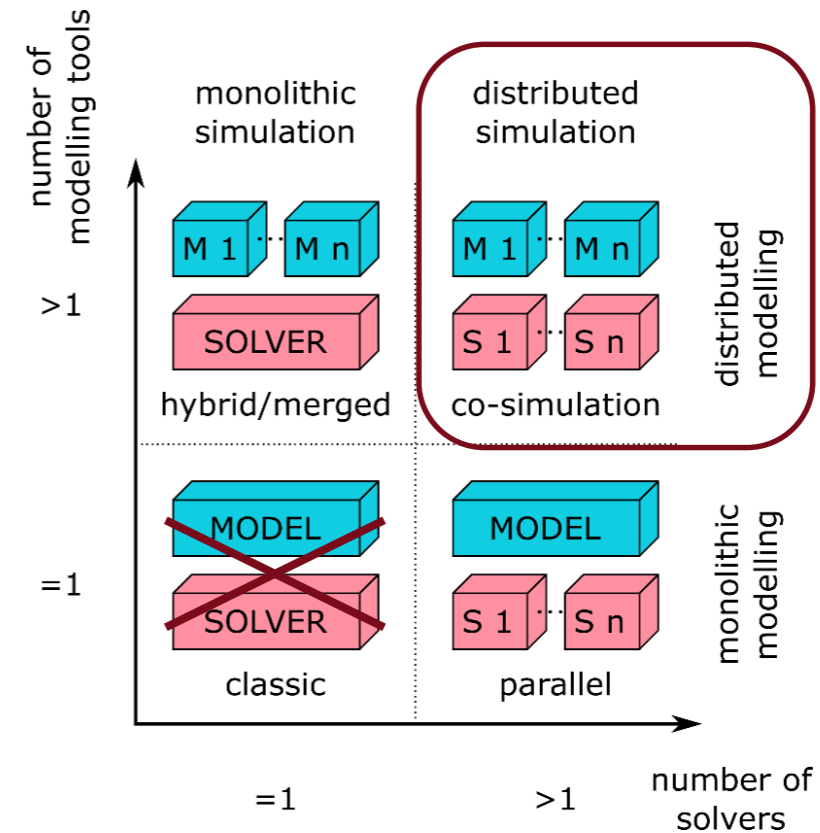 number of
modelling tools
monolithic
simulation
distributed
simulation
>1
M 1 ... M n
SOLVER
hybrid/merged
M 1 ... M n
S 1 ... S n
co-simulation
distributed
modelling
=1
MODEL
SOLVER
classic
MODEL
S 1 ... S n
parallel
monolithic
modelling
=1
>1
number of
solvers